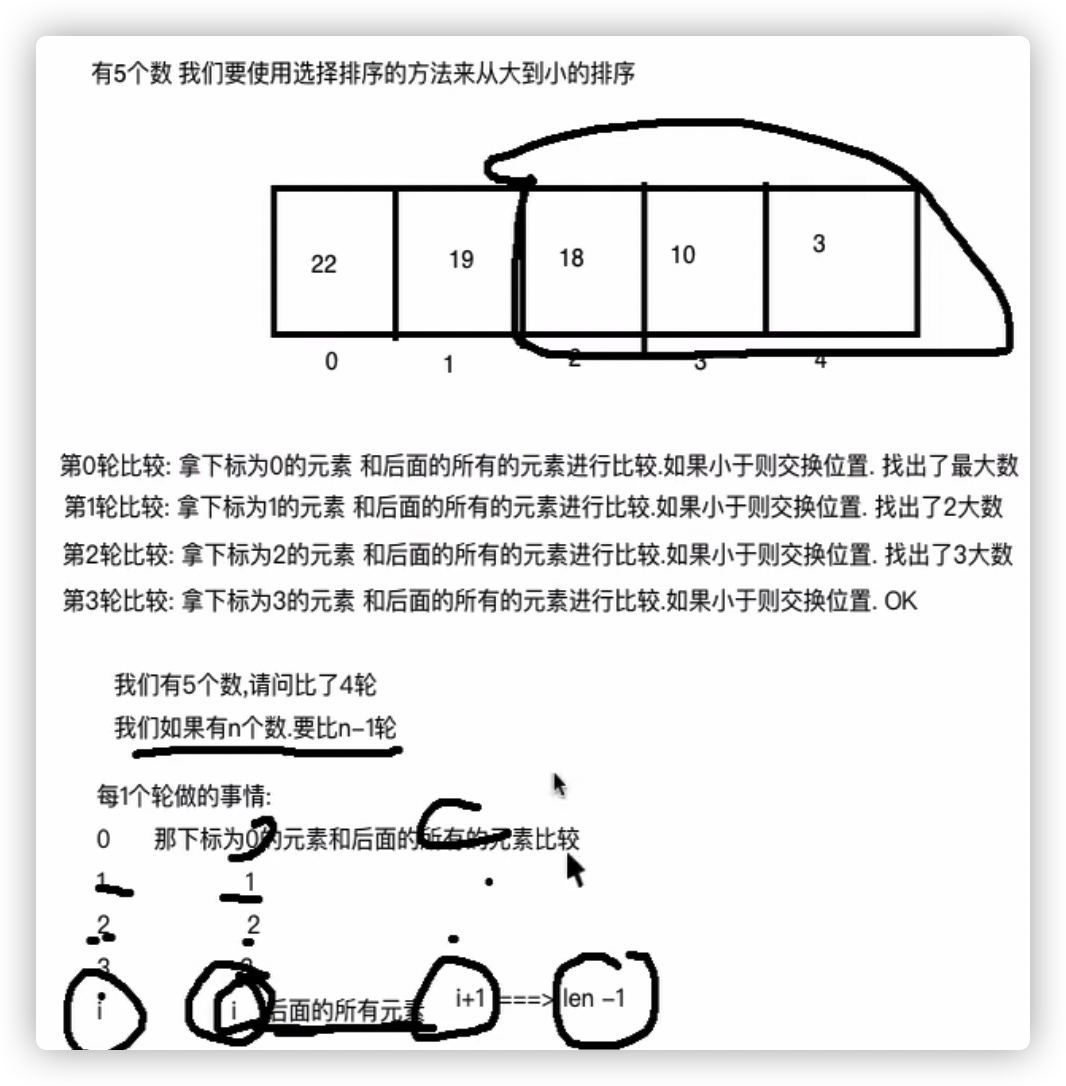 有5个数 我们要使用选择排序的方法来从大到小的排序
22 19 18 10 3
0 1 2 3 4
第0轮比较: 拿下标为0的元素 和后面的所有的元素进行比较.如果小于则交换位置. 找出了最大数
第1轮比较: 拿下标为1的元素 和后面的所有的元素进行比较.如果小于则交换位置. 找出了2大数
第2轮比较: 拿下标为2的元素 和后面的所有的元素进行比较.如果小于则交换位置. 找出了3大数
第3轮比较: 拿下标为3的元素 和后面的所有的元素进行比较.如果小于则交换位置. OK
我们有5个数,请问比了4轮
我们如果有n个数.要比n-1轮
每1个轮做的事情:
0 那下标为0的元素和后面的所有的元素比较
1 1
2 2
3 3
i i 后面的所有元素 i+1 ===> len -1